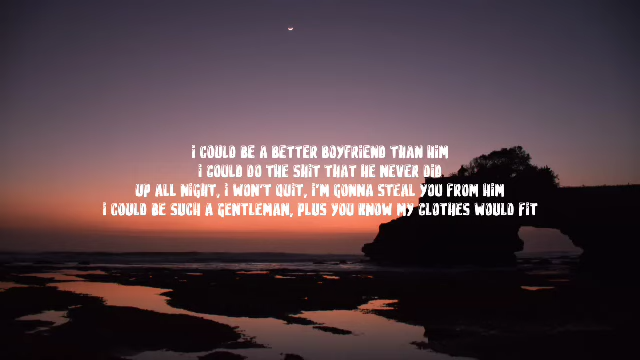 I COULD BE A BETTER BOYFRIEND THAN HIM
I COULD DO THE SHIT THAT HE NEVER DID
UP ALL NIGHT, I WON'T QUIT, I'M GONNA STEAL YOU FROM HIM
I COULD BE SUCH A GENTLEMAN, PLUS YOU KNOW MY CLOTHES WOULD FIT